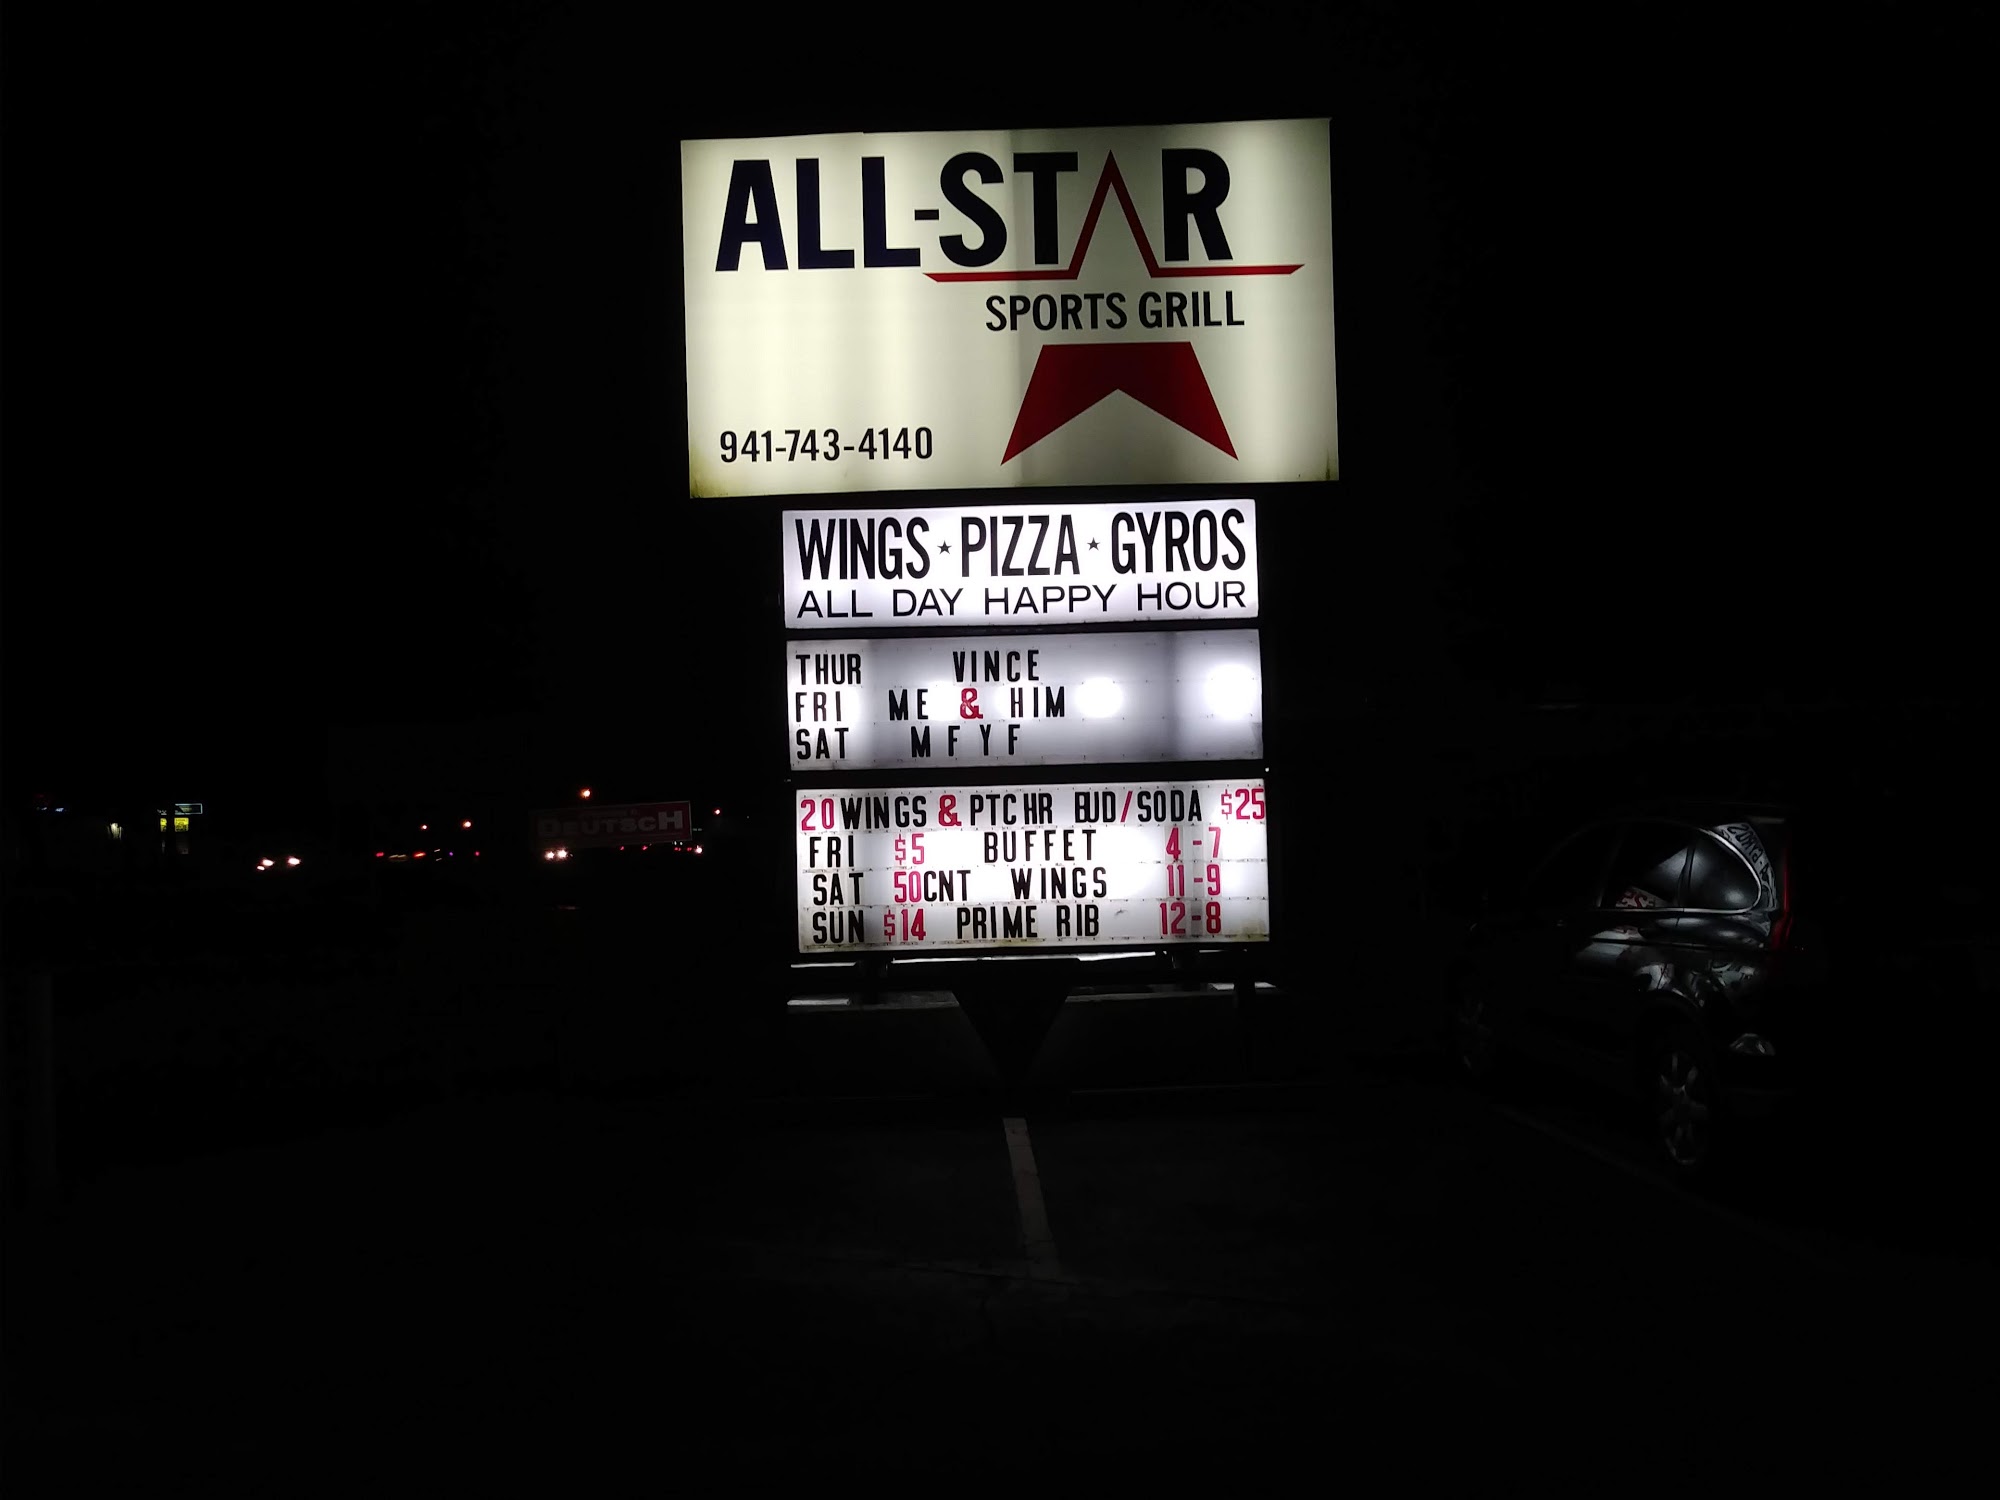 ALL-STAR
SPORTS GRILL
941-743-4140
WINGS ★ PIZZA ★ GYROS
ALL DAY HAPPY HOUR
THUR VINCE
FRI ME & HIM
SAT MFYF
20 WINGS & PTCHR BUD/SODA $25
FRI $5 BUFFET 4-7
SAT 50CNT WINGS 11-9
SUN $14 PRIME RIB 12-8
DEUTSCH